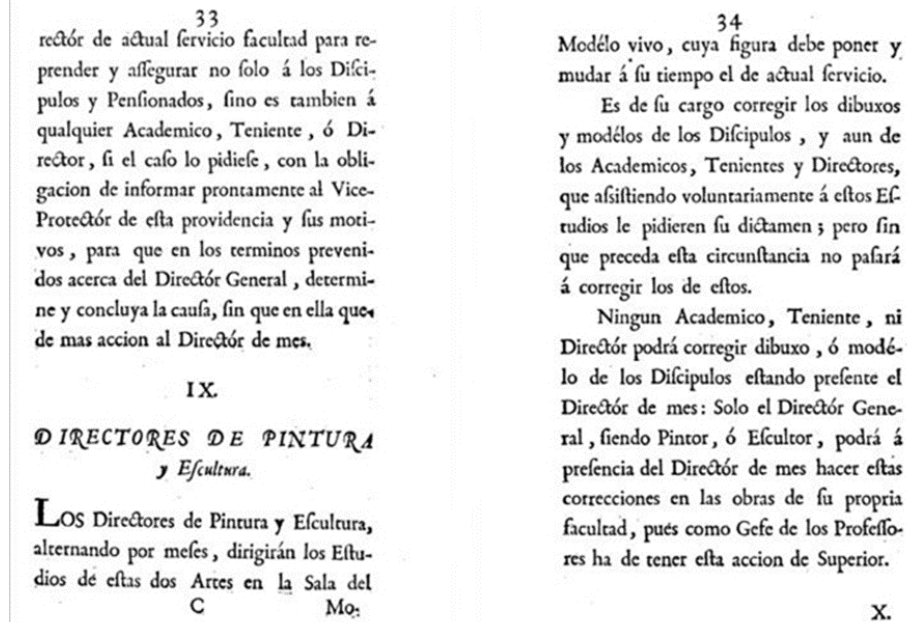 33
rectór de actual ſervicio facultad para re-
prender y aſſegurar no ſolo á los Diſci-
pulos y Penſionados, ſino es tambien á
qualquier Academico, Teniente, ó Di-
rector, ſi el caſo lo pidieſe, con la obli-
gacion de informar prontamente al Vice-
Protectór de eſta providencia y ſus moti-
vos, para que en los terminos preveni-
dos acerca del Directór General, determi-
ne y concluya la cauſa, ſin que en ella que-
de mas accion al Directór de mes.
IX.
DIRECTORES DE PINTURA
y Eſcultura.
LOS Directores de Pintura y Eſcultura,
alternando por meſes, dirigirán los Eſtu-
dios de eſtas dos Artes en la Sala del
C Mo-
34
Modélo vivo, cuya figura debe poner y
mudar á ſu tiempo el de actual ſervicio.
Es de ſu cargo corregir los dibuxos
y modélos de los Diſcipulos, y aun de
los Academicos, Tenientes y Directores,
que aſsiſtiendo voluntariamente á eſtos Eſ-
tudios le pidieren ſu dictamen; pero ſin
que preceda eſta circunſtancia no paſará
á corregir los de eſtos.
Ningun Academico, Teniente, ni
Directór podrá corregir dibuxo, ó modé-
lo de los Diſcipulos eſtando preſente el
Directór de mes: Solo el Directór Gene-
ral, ſiendo Pintor, ó Eſcultor, podrá á
preſencia del Directór de mes hacer eſtas
correcciones en las obras de ſu propria
facultad, pues como Gefe de los Profeſſo-
res ha de tener eſta accion de Superior.
X.